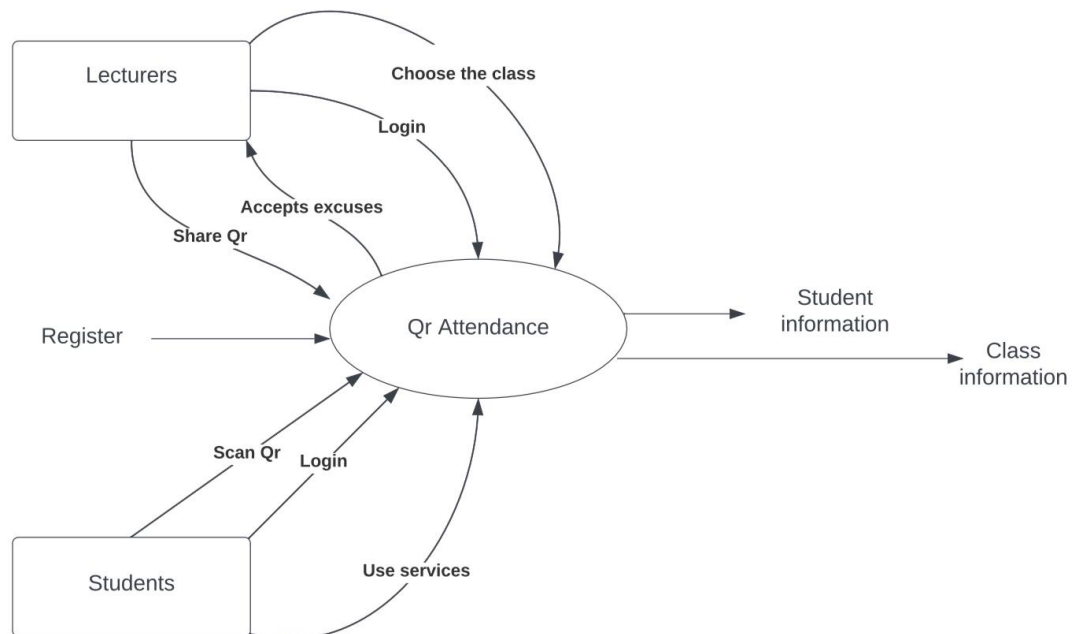 Lecturers
Choose the class
Login
Accepts excuses
Share Qr
Register
Qr Attendance
Student
information
Class
information
Scan Qr
Login
Use services
Students